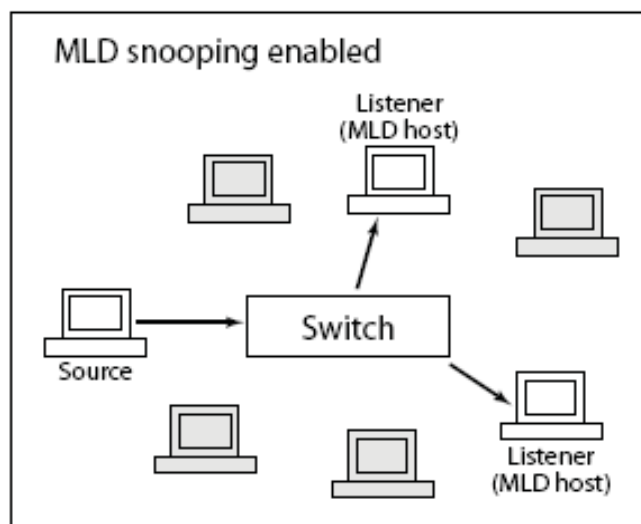 MLD snooping enabled
Listener
(MLD host)
Switch
Source
Listener
(MLD host)